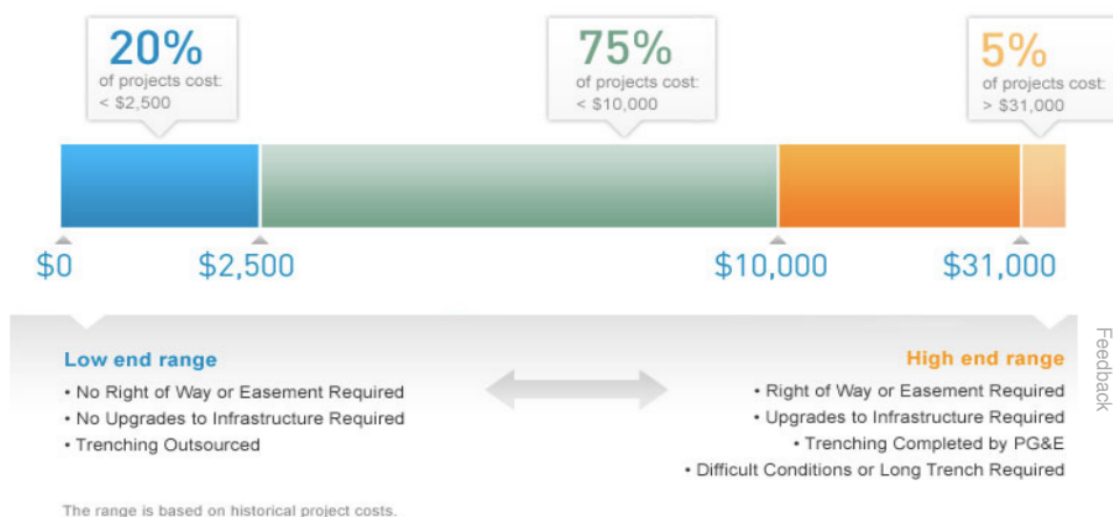 20%
of projects cost:
< $2,500
75%
of projects cost:
< $10,000
5%
of projects cost:
> $31,000
$0
$2,500
$10,000
$31,000
Low end range
• No Right of Way or Easement Required
• No Upgrades to Infrastructure Required
• Trenching Outsourced
High end range
• Right of Way or Easement Required
• Upgrades to Infrastructure Required
• Trenching Completed by PG&E
• Difficult Conditions or Long Trench Required
Feedback
The range is based on historical project costs.